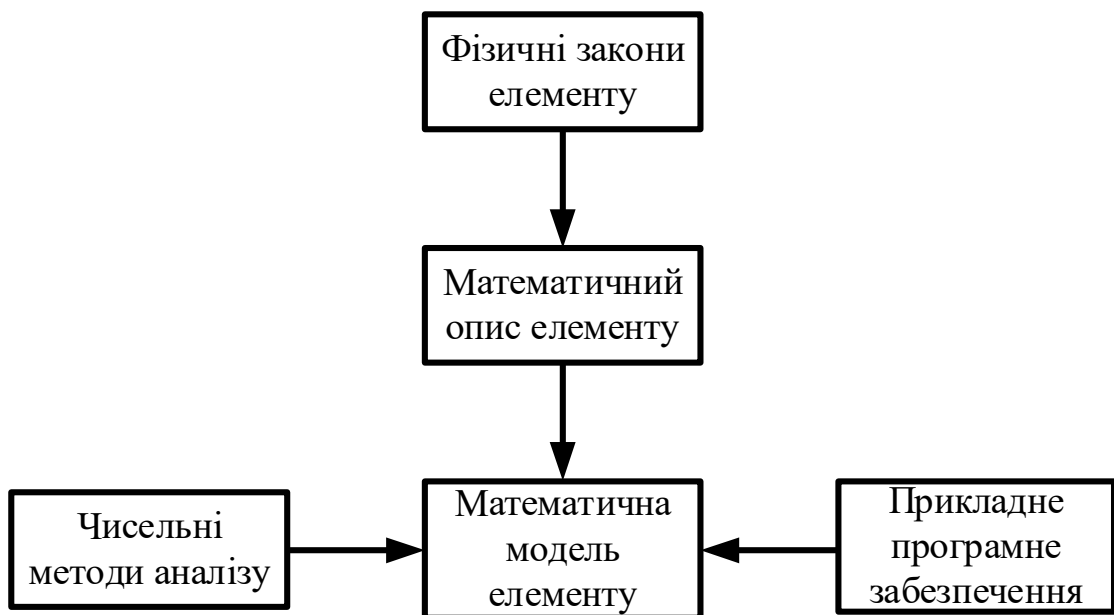 Фізичні закони
елементу
Математичний
опис елементу
Чисельні
методи аналізу
Математична
модель
елементу
Прикладне
програмне
забезпечення